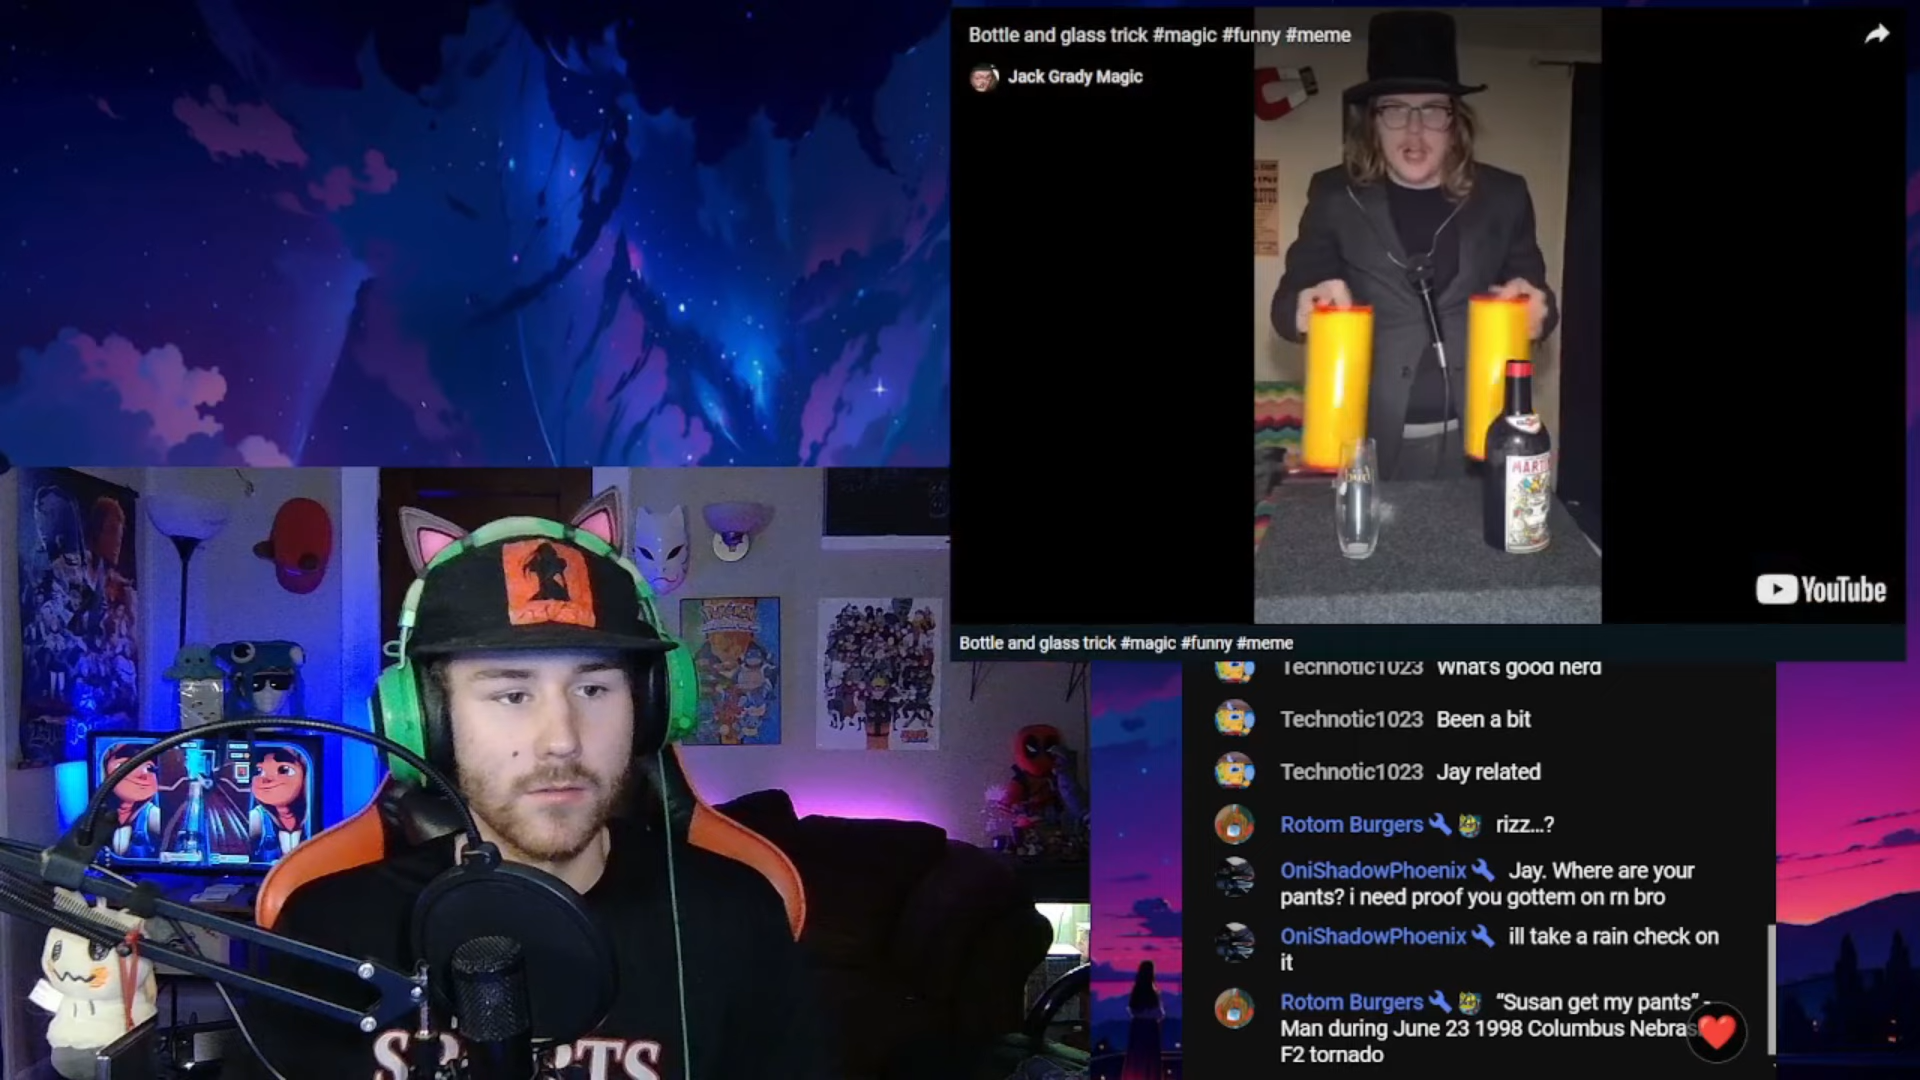 Bottle and glass trick #magic #funny #meme
Jack Grady Magic
bud
MARTI
YouTube
Bottle and glass trick #magic #funny #meme
Technotic1023 What's good nerd
Technotic1023 Been a bit
Technotic1023 Jay related
Rotom Burgers rizz...?
OniShadowPhoenix Jay. Where are your
pants? i need proof you gottem on rn bro
OniShadowPhoenix ill take a rain check on
it
Rotom Burgers “Susan get my pants” -
Man during June 23 1998 Columbus Nebras
F2 tornado